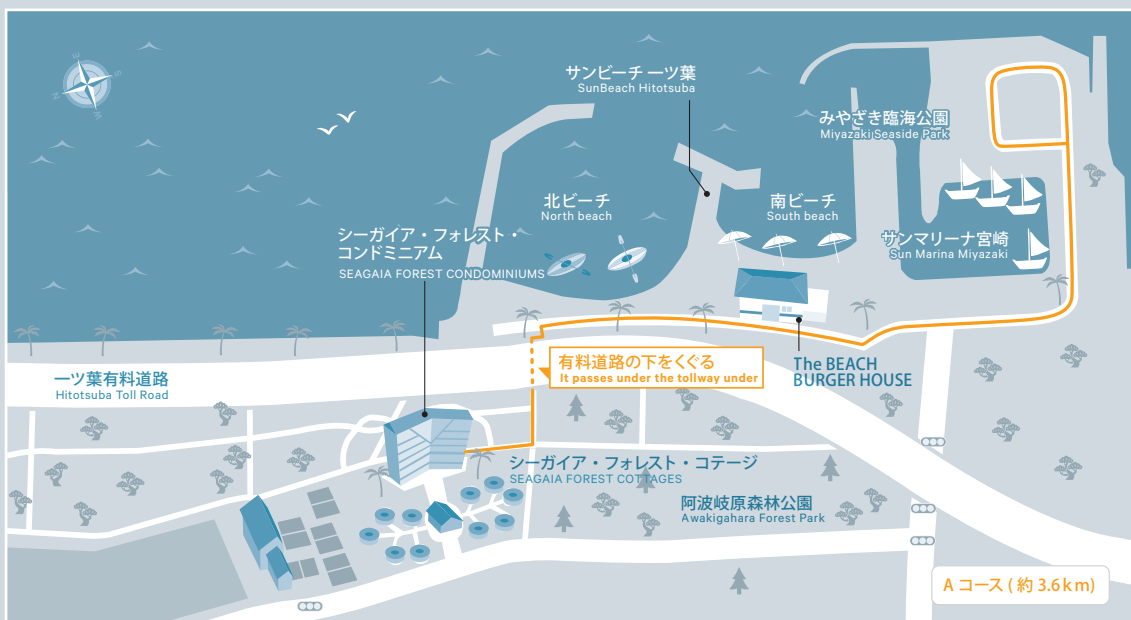 サンビーチ 一ツ葉
SunBeach Hitotsuba
みやざき臨海公園
Miyazaki Seaside Park
北ビーチ
North beach
南ビーチ
South beach
シーガイア・フォレスト・
コンドミニアム
SEAGAIA FOREST CONDOMINIUMS
サンマリーナ宮崎
Sun Marina Miyazaki
有料道路の下をくぐる
It passes under the tollway under
The BEACH
BURGER HOUSE
一ツ葉有料道路
Hitotsuba Toll Road
シーガイア・フォレスト・コテージ
SEAGAIA FOREST COTTAGES
阿波岐原森林公園
Awakigahara Forest Park
A コース ( 約 3.6km)